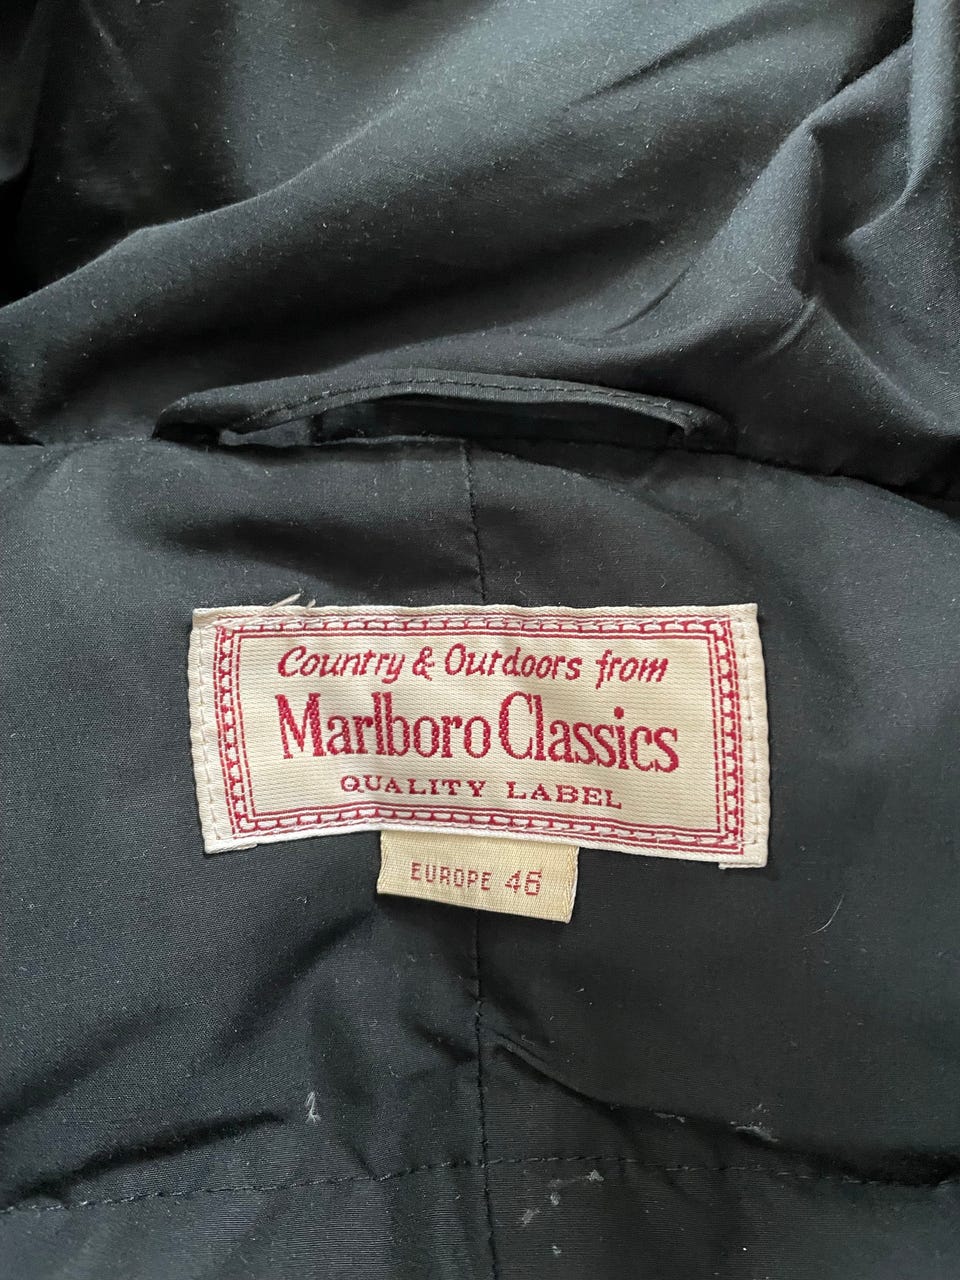 Country & Outdoors from
Marlboro Classics
QUALITY LABEL
EUROPE 46